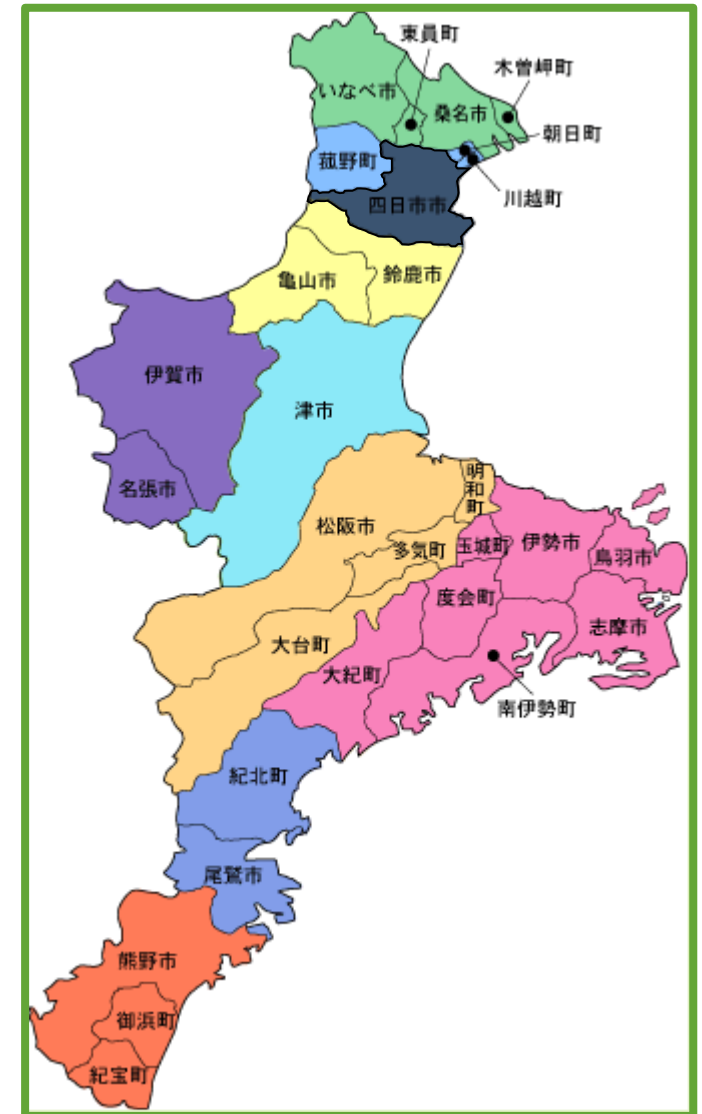 東員町
木曽岬町
いなべ市
桑名市
朝日町
菰野町
川越町
四日市市
亀山市
鈴鹿市
伊賀市
津市
名張市
明
和
町
松阪市
多気町
玉城町
伊勢市
鳥羽市
度会町
志摩市
大台町
大紀町
南伊勢町
紀北町
尾鷲市
熊野市
御浜町
紀宝町